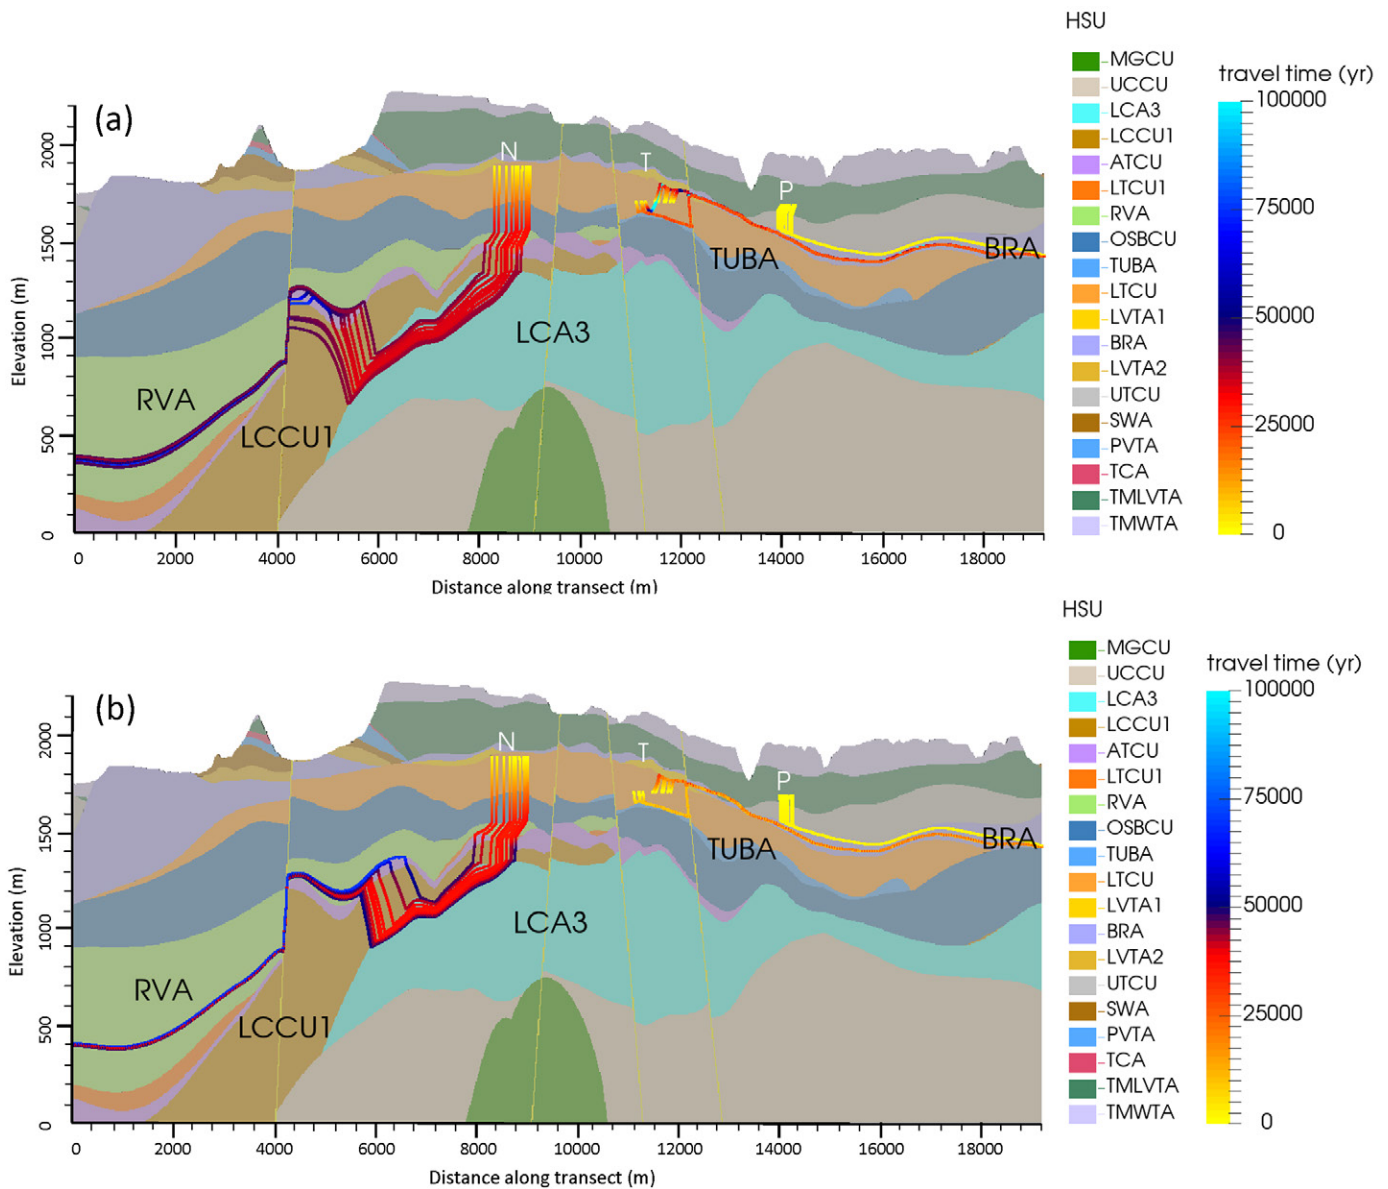 HSU
MGCU
UCCU
LCA3
LCCU1
ATCU
LTCU1
RVA
OSBCU
TUBA
LTCU
LVTA1
BRA
LVTA2
UTCU
SWA
PVTA
TCA
TMLVTA
TMWTA
travel time (yr)
100000
75000
50000
25000
0
(a)
N
T
P
TUBA
BRA
LCA3
RVA
LCCU1
Elevation (m)
2000
1500
1000
500
0
0 2000 4000 6000 8000 10000 12000 14000 16000 18000
Distance along transect (m)
HSU
MGCU
UCCU
LCA3
LCCU1
ATCU
LTCU1
RVA
OSBCU
TUBA
LTCU
LVTA1
BRA
LVTA2
UTCU
SWA
PVTA
TCA
TMLVTA
TMWTA
travel time (yr)
100000
75000
50000
25000
0
(b)
N
T
P
TUBA
BRA
LCA3
RVA
LCCU1
Elevation (m)
2000
1500
1000
500
0
0 2000 4000 6000 8000 10000 12000 14000 16000 18000
Distance along transect (m)